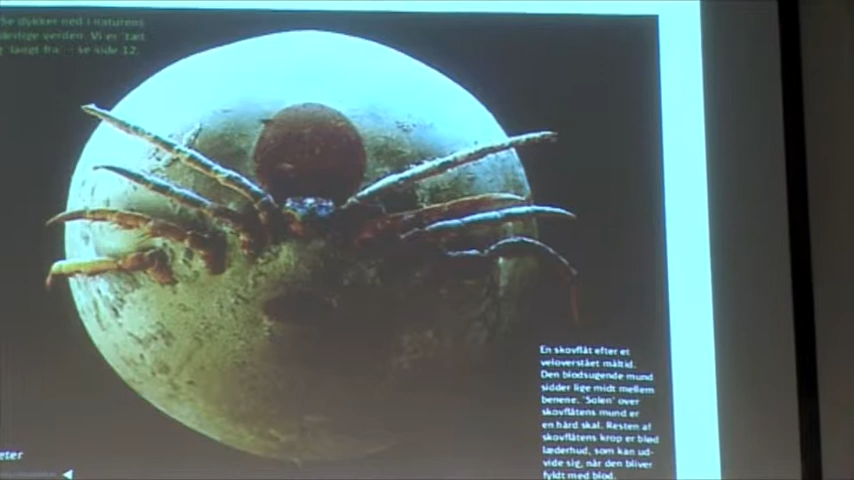 Se dykker ned i naturens
verden. Vi er 'tæt
'langt fra' - se side 12.
En skovflåt efter et
veloverstået måltid.
Den blodsugende mund
sidder lige midt mellem
benene. 'Solen' over
skovflåtens mund er
en hård skal. Resten af
skovflåtens krop er blød
læderhud, som kan ud-
vide sig, når den bliver
fyldt med blod.
eter